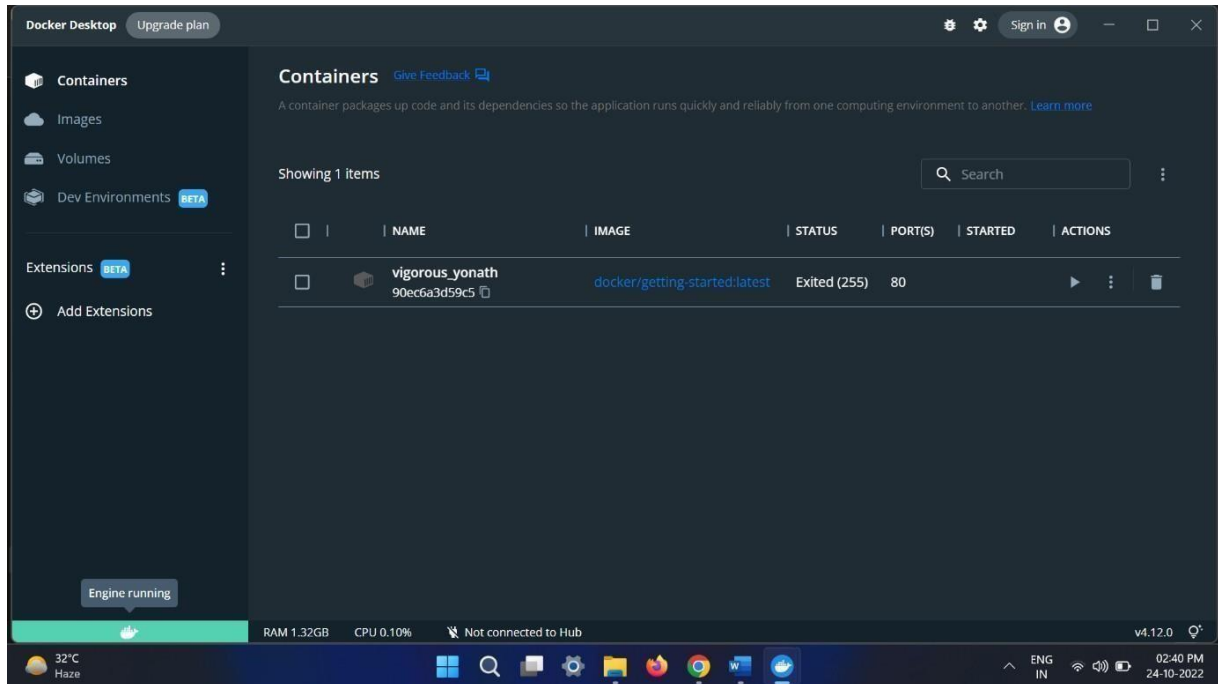 Docker Desktop Upgrade plan Sign in
Containers
Images
Volumes
Dev Environments BETA
Extensions BETA
Add Extensions
Engine running
Containers Give Feedback
A container packages up code and its dependencies so the application runs quickly and reliably from one computing environment to another. Learn more
Showing 1 items
Search
NAME IMAGE STATUS PORT(S) STARTED ACTIONS
vigorous_yonath docker/getting-started:latest Exited (255) 80
90ec6a3d59c5
RAM 1.32GB CPU 0.10% Not connected to Hub v4.12.0
32°C
Haze
ENG
IN
02:40 PM
24-10-2022